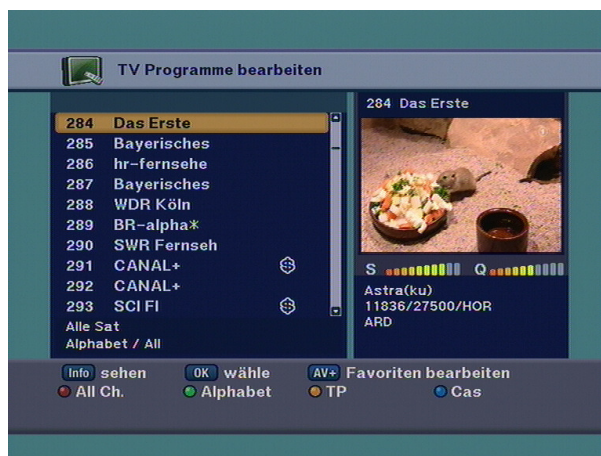 TV Programme bearbeiten
284 Das Erste
285 Bayerisches
286 hr-fernsehe
287 Bayerisches
288 WDR Köln
289 BR-alpha*
290 SWR Fernseh
291 CANAL+
292 CANAL+
293 SCI FI
Alle Sat
Alphabet / All
284 Das Erste
S Q
Astra(ku)
11836/27500/HOR
ARD
Info sehen OK wähle AV+ Favoriten bearbeiten
All Ch. Alphabet TP Cas